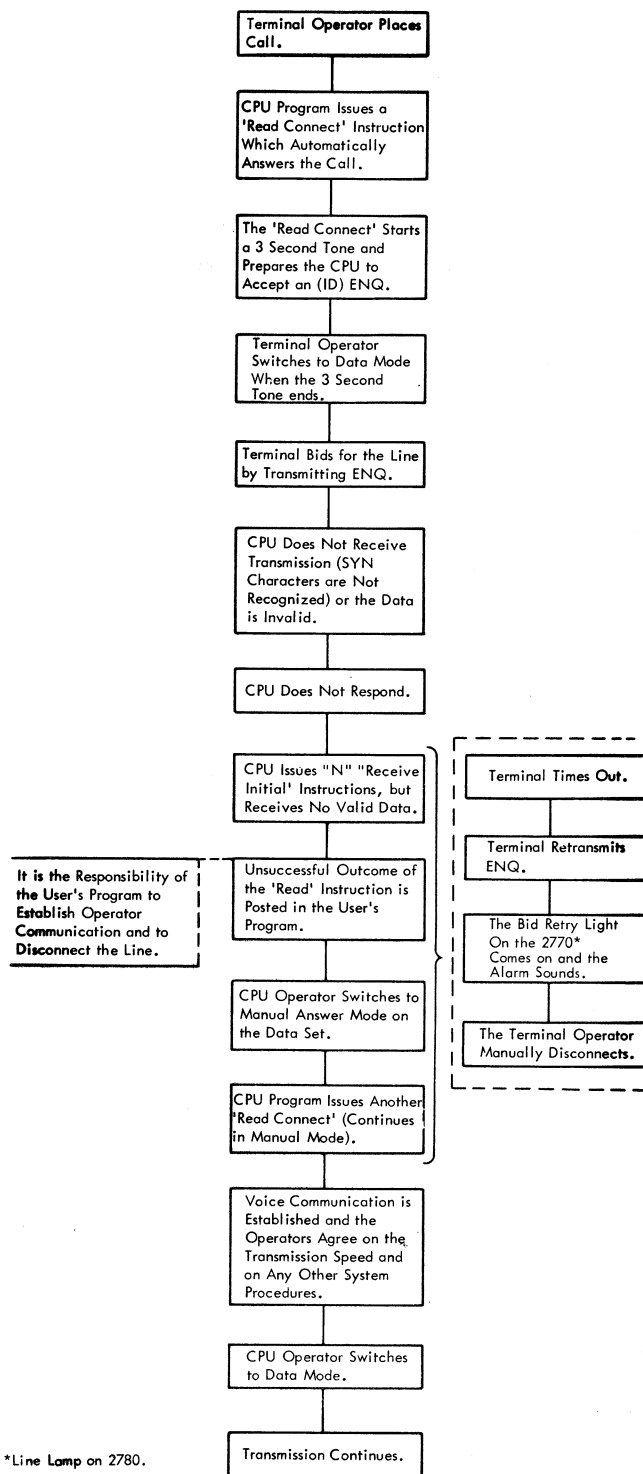 Terminal Operator Places
Call.
CPU Program Issues a
'Read Connect' Instruction
Which Automatically
Answers the Call.
The 'Read Connect' Starts
a 3 Second Tone and
Prepares the CPU to
Accept an (ID) ENQ.
Terminal Operator
Switches to Data Mode
When the 3 Second
Tone ends.
Terminal Bids for the Line
by Transmitting ENQ.
CPU Does Not Receive
Transmission (SYN
Characters are Not
Recognized) or the Data
is Invalid.
CPU Does Not Respond.
CPU Issues "N" "Receive
Initial' Instructions, but
Receives No Valid Data.
Terminal Times Out.
Terminal Retransmits
ENQ.
The Bid Retry Light
On the 2770*
Comes on and the
Alarm Sounds.
The Terminal Operator
Manually Disconnects.
It is the Responsibility of
the User's Program to
Establish Operator
Communication and to
Disconnect the Line.
Unsuccessful Outcome of
the 'Read' Instruction is
Posted in the User's
Program.
CPU Operator Switches to
Manual Answer Mode on
the Data Set.
CPU Program Issues Another
'Read Connect' (Continues
in Manual Mode).
Voice Communication is
Established and the
Operators Agree on the
Transmission Speed and
on Any Other System
Procedures.
CPU Operator Switches
to Data Mode.
Transmission Continues.
*Line Lamp on 2780.